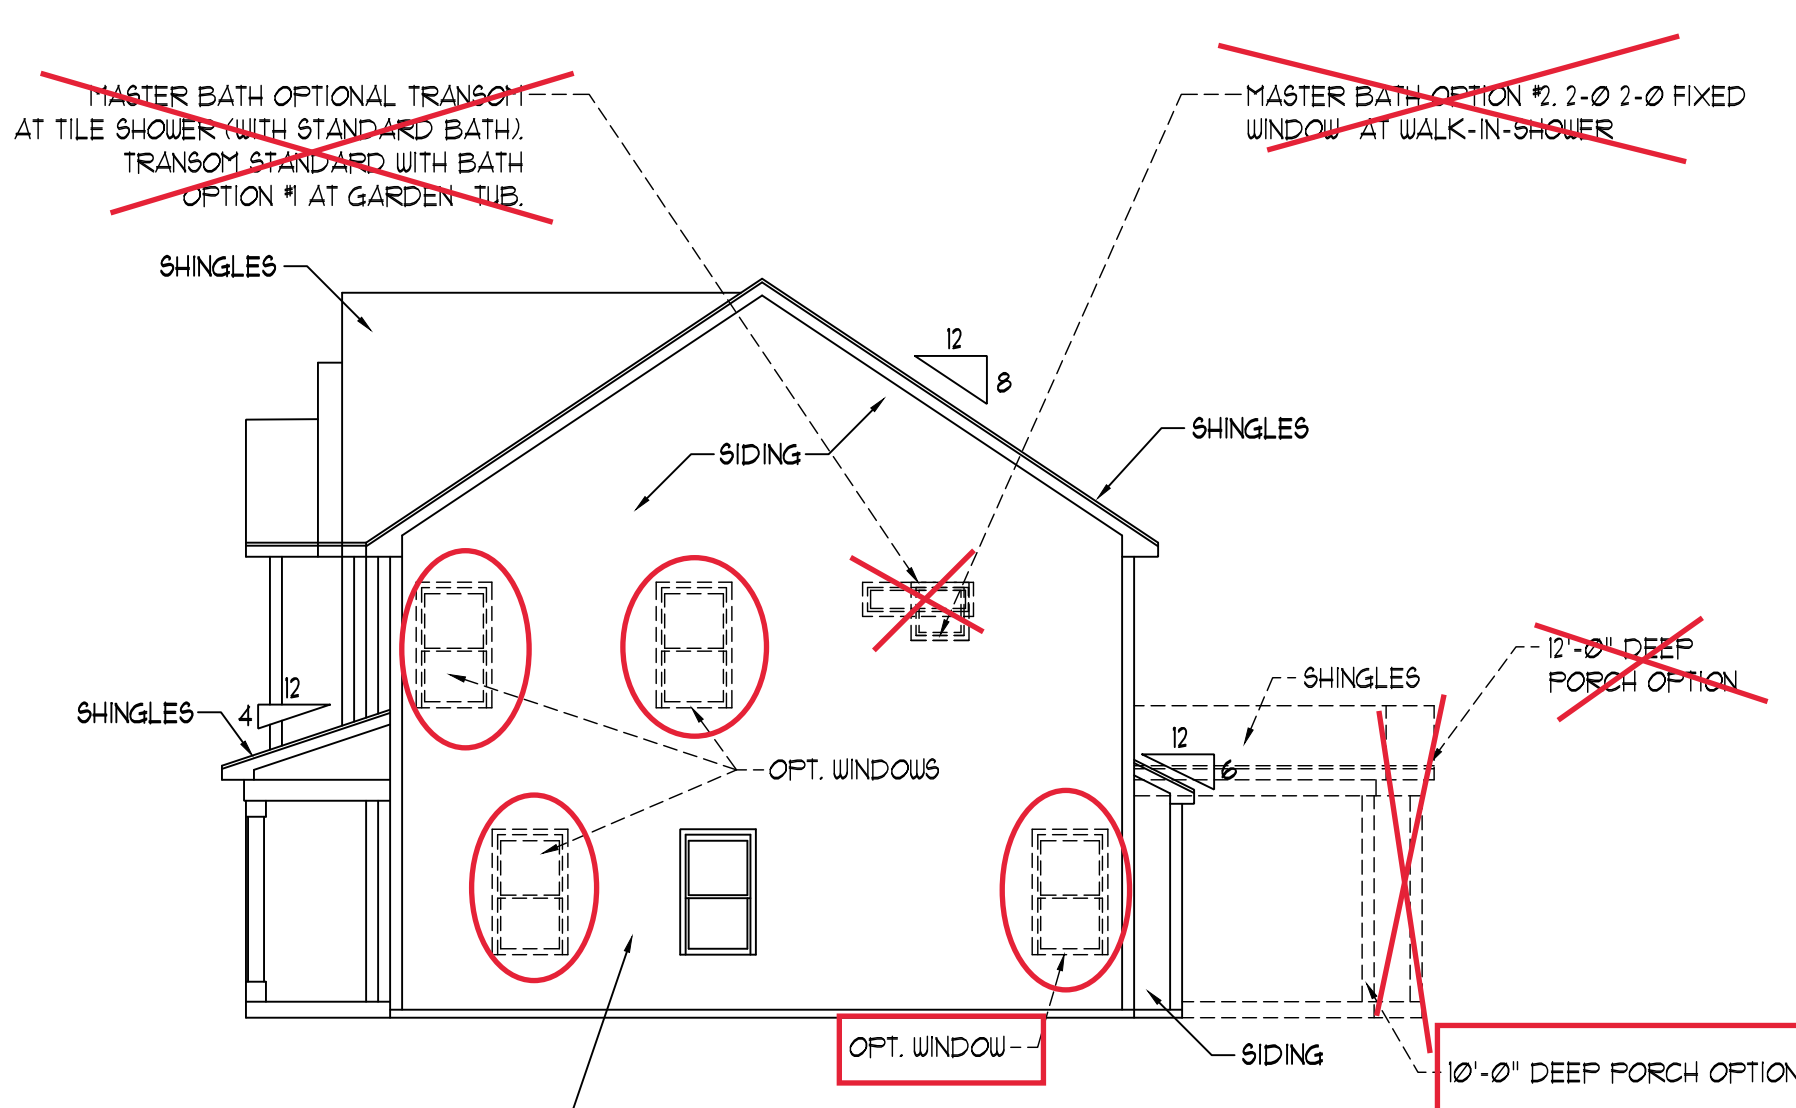 MASTER BATH OPTIONAL TRANSOM
AT TILE SHOWER (WITH STANDARD BATH).
TRANSOM STANDARD WITH BATH
OPTION #1 AT GARDEN TUB.
MASTER BATH OPTION #2. 2-0 2-0 FIXED
WINDOW AT WALK-IN-SHOWER
SHINGLES
12
8
SHINGLES
SIDING
12'-0" DEEP
PORCH OPTION
SHINGLES
12
4
SHINGLES
12
6
OPT. WINDOWS
OPT. WINDOW
SIDING
10'-0" DEEP PORCH OPTION